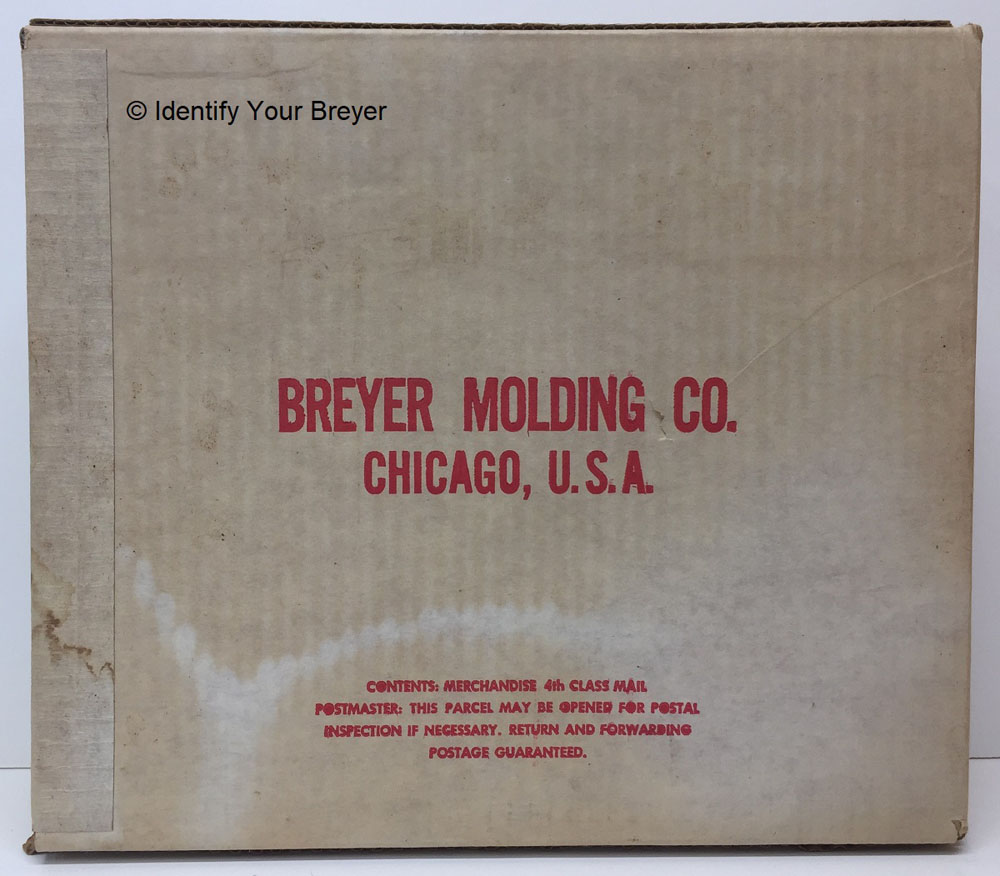 © Identify Your Breyer
BREYER MOLDING CO.
CHICAGO, U.S.A.
CONTENTS: MERCHANDISE 4th CLASS MAIL
POSTMASTER: THIS PARCEL MAY BE OPENED FOR POSTAL
INSPECTION IF NECESSARY. RETURN AND FORWARDING
POSTAGE GUARANTEED.